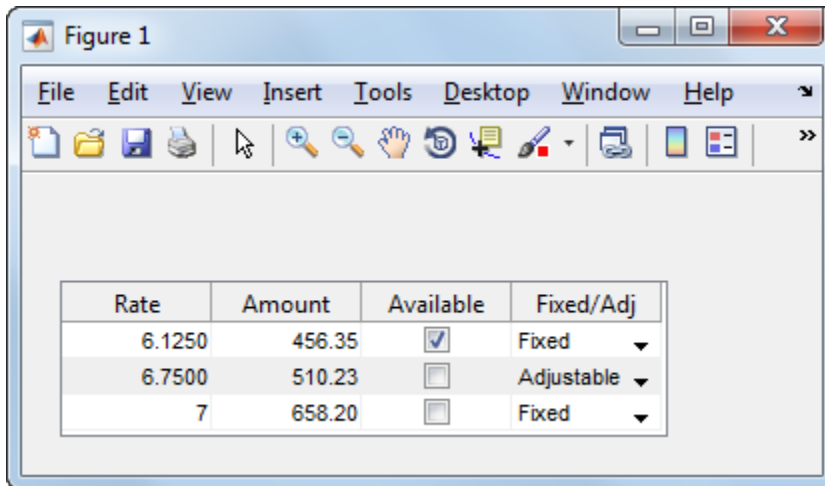 Figure 1
File Edit View Insert Tools Desktop Window Help
Rate Amount Available Fixed/Adj
6.1250 456.35 Fixed
6.7500 510.23 Adjustable
7 658.20 Fixed